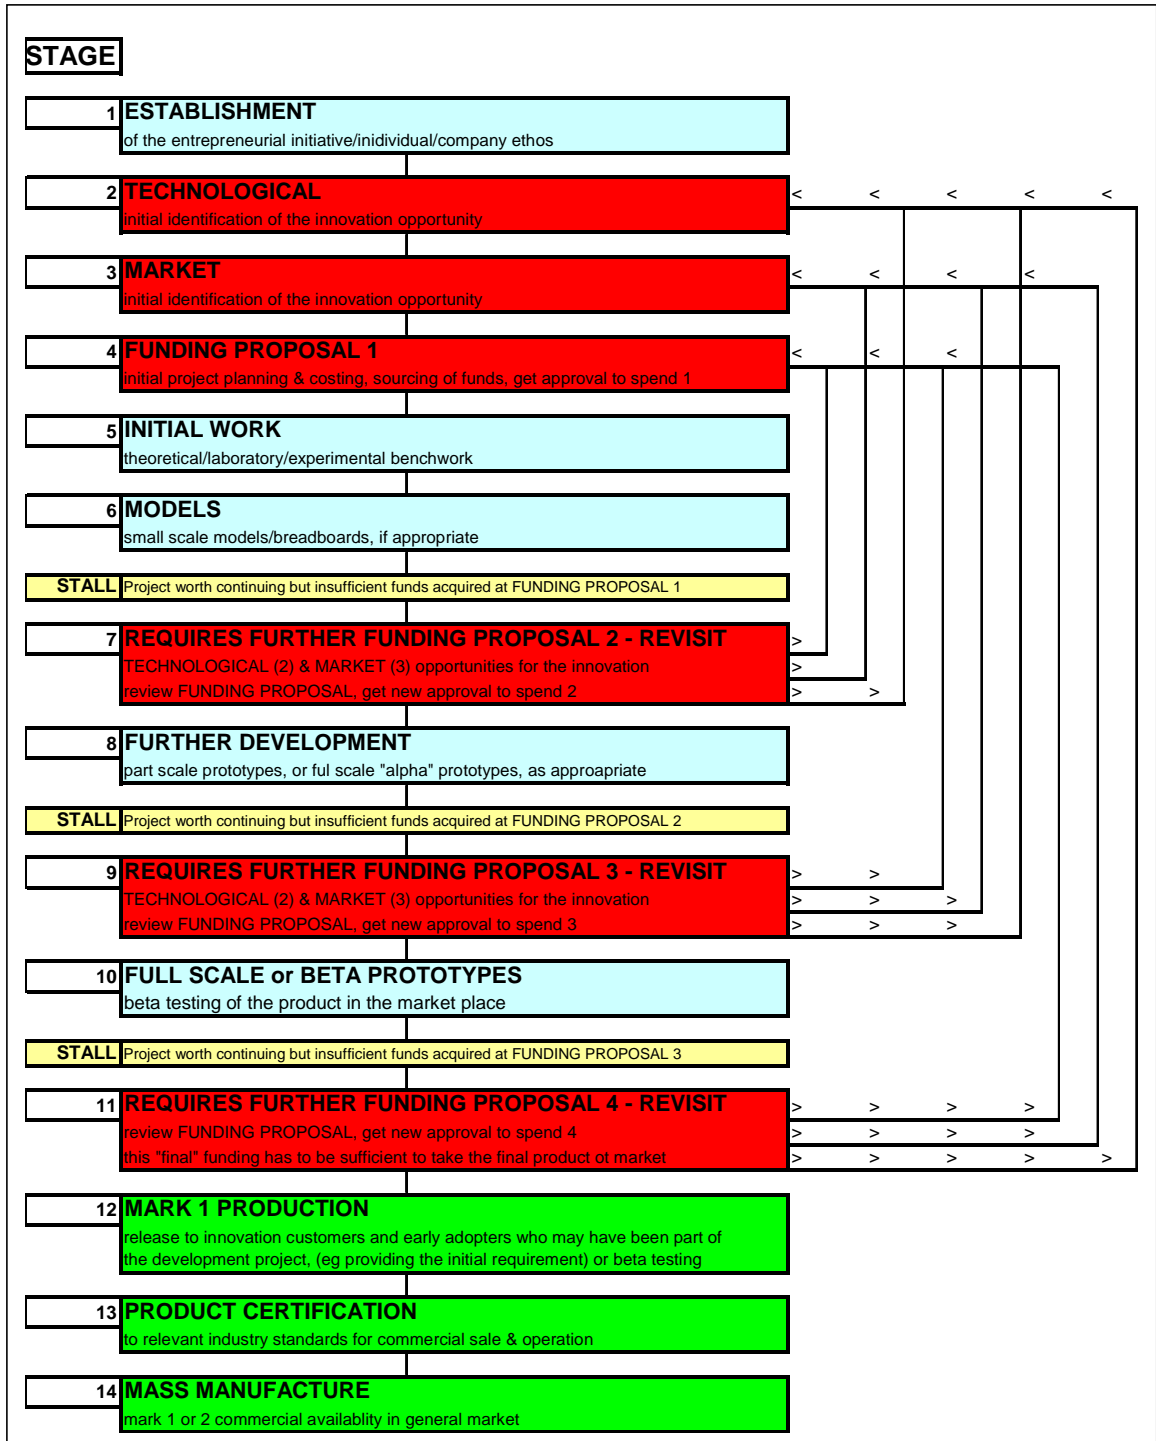 STAGE
1 ESTABLISHMENT
of the entrepreneurial initiative/inidividual/company ethos
2 TECHNOLOGICAL
< < < < <
initial identification of the innovation opportunity
3 MARKET
< < < <
initial identification of the innovation opportunity
4 FUNDING PROPOSAL 1
< < <
initial project planning & costing, sourcing of funds, get approval to spend 1
5 INITIAL WORK
theoretical/laboratory/experimental benchwork
6 MODELS
small scale models/breadboards, if appropriate
STALL Project worth continuing but insufficient funds acquired at FUNDING PROPOSAL 1
7 REQUIRES FURTHER FUNDING PROPOSAL 2 - REVISIT
>
TECHNOLOGICAL (2) & MARKET (3) opportunities for the innovation
>
review FUNDING PROPOSAL, get new approval to spend 2
> >
8 FURTHER DEVELOPMENT
part scale prototypes, or ful scale "alpha" prototypes, as approapriate
STALL Project worth continuing but insufficient funds acquired at FUNDING PROPOSAL 2
9 REQUIRES FURTHER FUNDING PROPOSAL 3 - REVISIT
> >
TECHNOLOGICAL (2) & MARKET (3) opportunities for the innovation
> > >
review FUNDING PROPOSAL, get new approval to spend 3
> > >
10 FULL SCALE or BETA PROTOTYPES
beta testing of the product in the market place
STALL Project worth continuing but insufficient funds acquired at FUNDING PROPOSAL 3
11 REQUIRES FURTHER FUNDING PROPOSAL 4 - REVISIT
> > > >
review FUNDING PROPOSAL, get new approval to spend 4
> > > >
this "final" funding has to be sufficient to take the final product ot market
> > > > >
12 MARK 1 PRODUCTION
release to innovation customers and early adopters who may have been part of
the development project, (eg providing the initial requirement) or beta testing
13 PRODUCT CERTIFICATION
to relevant industry standards for commercial sale & operation
14 MASS MANUFACTURE
mark 1 or 2 commercial availablity in general market